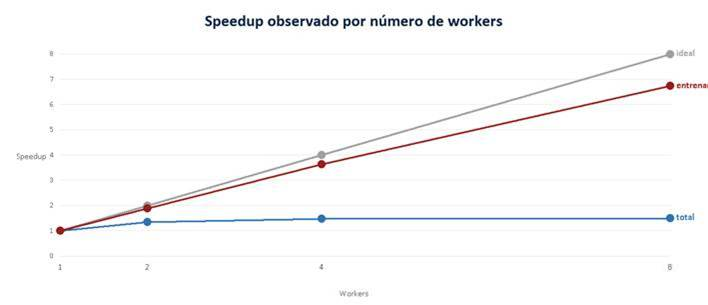 Speedup observado por número de workers
8
ideal
7
entrena
6
5
Speedup 4
3
2
total
1
0
1 2 4 8
Workers